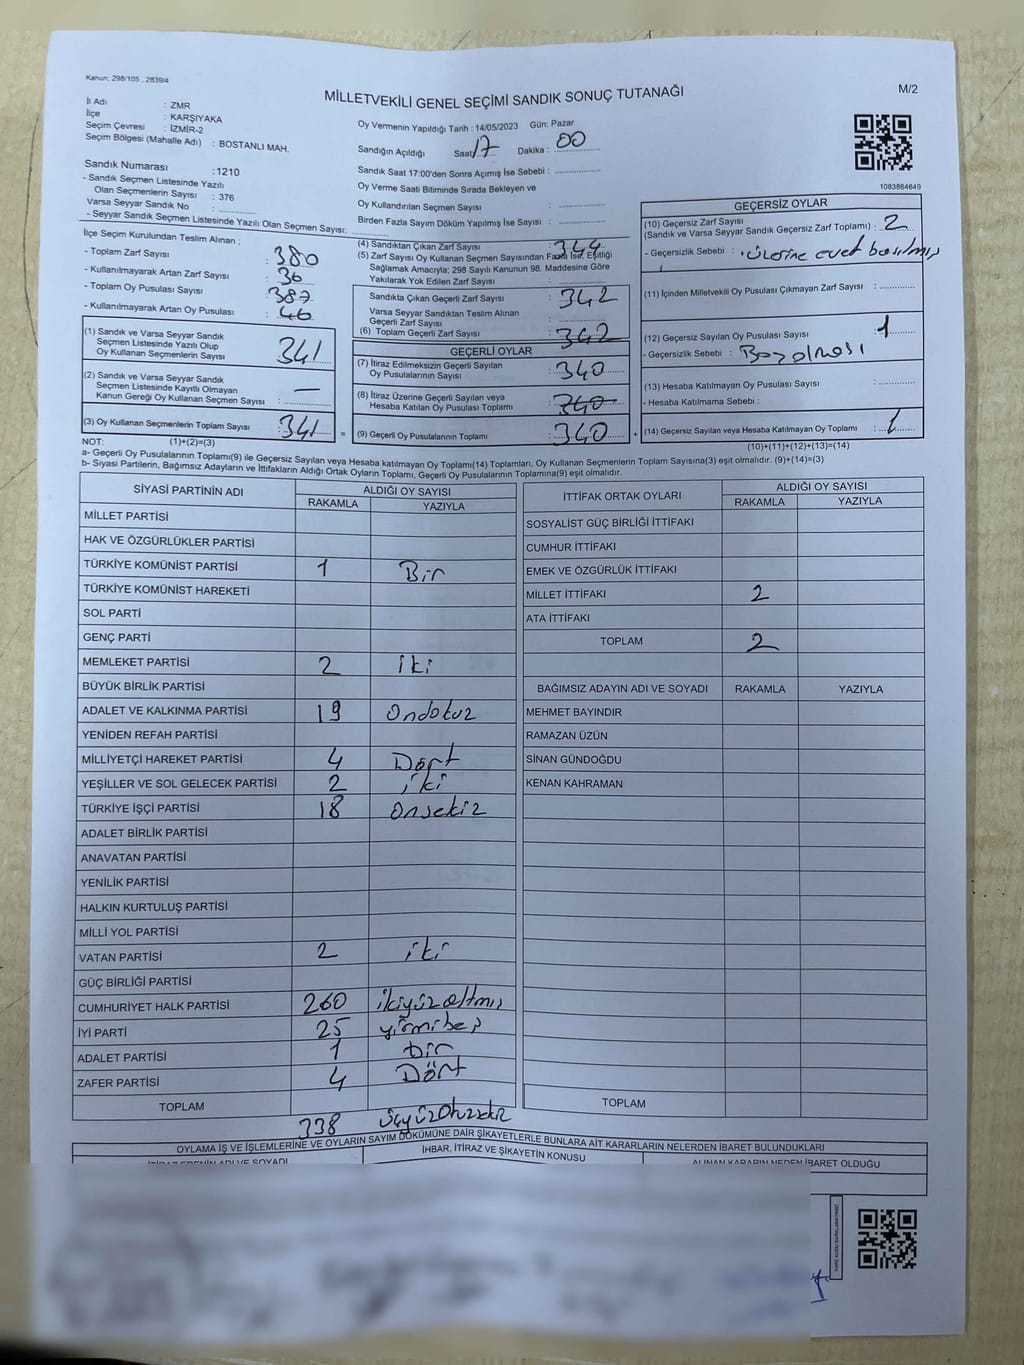 Kanun: 298/105 , 2839/4
MİLLETVEKİLİ GENEL SEÇİMİ SANDIK SONUÇ TUTANAĞI
M/2
İl Adı : ZMR
İlçe : KARŞIYAKA
Seçim Çevresi : İZMİR-2
Seçim Bölgesi (Mahalle Adı) : BOSTANLI MAH.
Sandık Numarası : 1210
- Sandık Seçmen Listesinde Yazılı
Olan Seçmenlerin Sayısı : 376
Varsa Seyyar Sandık No :
- Seyyar Sandık Seçmen Listesinde Yazılı Olan Seçmen Sayısı:
Oy Vermenin Yapıldığı Tarih : 14/05/2023 Gün: Pazar
Sandığın Açıldığı Saat: 17 Dakika : 00
Sandık Saat 17:00'den Sonra Açımış İse Sebebi :
Oy Verme Saati Bitiminde Sırada Bekleyen ve
Oy Kullandırılan Seçmen Sayısı :
Birden Fazla Sayım Döküm Yapılmış İse Sayısı :
1083864649
İlçe Seçim Kurulundan Teslim Alınan ;
- Toplam Zarf Sayısı : 380
- Kullanılmayarak Artan Zarf Sayısı : 36
- Toplam Oy Pusulası Sayısı : 387
- Kullanılmayarak Artan Oy Pusulası : 46
(1) Sandık ve Varsa Seyyar Sandık
Seçmen Listesinde Yazılı Olup
Oy Kullanan Seçmenlerin Sayısı : 341
(2) Sandık ve Varsa Seyyar Sandık
Seçmen Listesinde Kayıtlı Olmayan
Kanun Gereği Oy Kullanan Seçmen Sayısı : —
(3) Oy Kullanan Seçmenlerin Toplam Sayısı : 341
(4) Sandıktan Çıkan Zarf Sayısı : 344
(5) Zarf Sayısı Oy Kullanan Seçmen Sayısından Fazla İse, Eşitliği
Sağlamak Amacıyla; 298 Sayılı Kanunun 98. Maddesine Göre
Yakılarak Yok Edilen Zarf Sayısı :
Sandıkta Çıkan Geçerli Zarf Sayısı : 342
Varsa Seyyar Sandıktan Teslim Alınan
Geçerli Zarf Sayısı :
(6) Toplam Geçerli Zarf Sayısı : 342
GEÇERLİ OYLAR
(7) İtiraz Edilmeksizin Geçerli Sayılan
Oy Pusulalarının Sayısı : 340
(8) İtiraz Üzerine Geçerli Sayılan veya
Hesaba Katılan Oy Pusulası Toplamı : 340
= (9) Geçerli Oy Pusulalarının Toplamı : 340 +
GEÇERSİZ OYLAR
(10) Geçersiz Zarf Sayısı
(Sandık ve Varsa Seyyar Sandık Geçersiz Zarf Toplamı) : 2
- Geçersizlik Sebebi : üzerine evet basılmış
(11) İçinden Milletvekili Oy Pusulası Çıkmayan Zarf Sayısı :
(12) Geçersiz Sayılan Oy Pusulası Sayısı : 1
- Geçersizlik Sebebi : Bozolması
(13) Hesaba Katılmayan Oy Pusulası Sayısı :
- Hesaba Katılmama Sebebi :
(14) Geçersiz Sayılan veya Hesaba Katılmayan Oy Toplamı : 1
NOT: (1)+(2)=(3)
(10)+(11)+(12)+(13)=(14)
a- Geçerli Oy Pusulalarının Toplamı(9) ile Geçersiz Sayılan veya Hesaba katılmayan Oy Toplamı(14) Toplamları, Oy Kullanan Seçmenlerin Toplam Sayısına(3) eşit olmalıdır. (9)+(14)=(3)
b- Siyasi Partilerin, Bağımsız Adayların ve İttifakların Aldığı Ortak Oyların Toplamı, Geçerli Oy Pusulalarının Toplamına(9) eşit olmalıdır.
SİYASİ PARTİNİN ADI ALDIĞI OY SAYISI
RAKAMLA YAZIYLA
MİLLET PARTİSİ
HAK VE ÖZGÜRLÜKLER PARTİSİ
TÜRKİYE KOMÜNİST PARTİSİ 1 Bir
TÜRKİYE KOMÜNİST HAREKETİ
SOL PARTİ
GENÇ PARTİ
MEMLEKET PARTİSİ 2 iki
BÜYÜK BİRLİK PARTİSİ
ADALET VE KALKINMA PARTİSİ 19 Ondokuz
YENİDEN REFAH PARTİSİ
MİLLİYETÇİ HAREKET PARTİSİ 4 Dört
YEŞİLLER VE SOL GELECEK PARTİSİ 2 iki
TÜRKİYE İŞÇİ PARTİSİ 18 Onsekiz
ADALET BİRLİK PARTİSİ
ANAVATAN PARTİSİ
YENİLİK PARTİSİ
HALKIN KURTULUŞ PARTİSİ
MİLLİ YOL PARTİSİ
VATAN PARTİSİ 2 iki
GÜÇ BİRLİĞİ PARTİSİ
CUMHURİYET HALK PARTİSİ 260 ikiyüzaltmış
İYİ PARTİ 25 yirmibeş
ADALET PARTİSİ 1 bir
ZAFER PARTİSİ 4 Dört
TOPLAM 338 üçyüzOtuzsekiz
İTTİFAK ORTAK OYLARI ALDIĞI OY SAYISI
RAKAMLA YAZIYLA
SOSYALİST GÜÇ BİRLİĞİ İTTİFAKI
CUMHUR İTTİFAKI
EMEK VE ÖZGÜRLÜK İTTİFAKI
MİLLET İTTİFAKI 2
ATA İTTİFAKI
TOPLAM 2
BAĞIMSIZ ADAYIN ADI VE SOYADI RAKAMLA YAZIYLA
MEHMET BAYINDIR
RAMAZAN ÜZÜN
SİNAN GÜNDOĞDU
KENAN KAHRAMAN
TOPLAM
OYLAMA İŞ VE İŞLEMLERİNE VE OYLARIN SAYIM DÖKÜMÜNE DAİR ŞİKAYETLERLE BUNLARA AİT KARARLARIN NELERDEN İBARET BULUNDUKLARI
İTİRAZ EDENİN ADI VE SOYADI İHBAR, İTİRAZ VE ŞİKAYETİN KONUSU ALINAN KARARIN NEDEN İBARET OLDUĞU